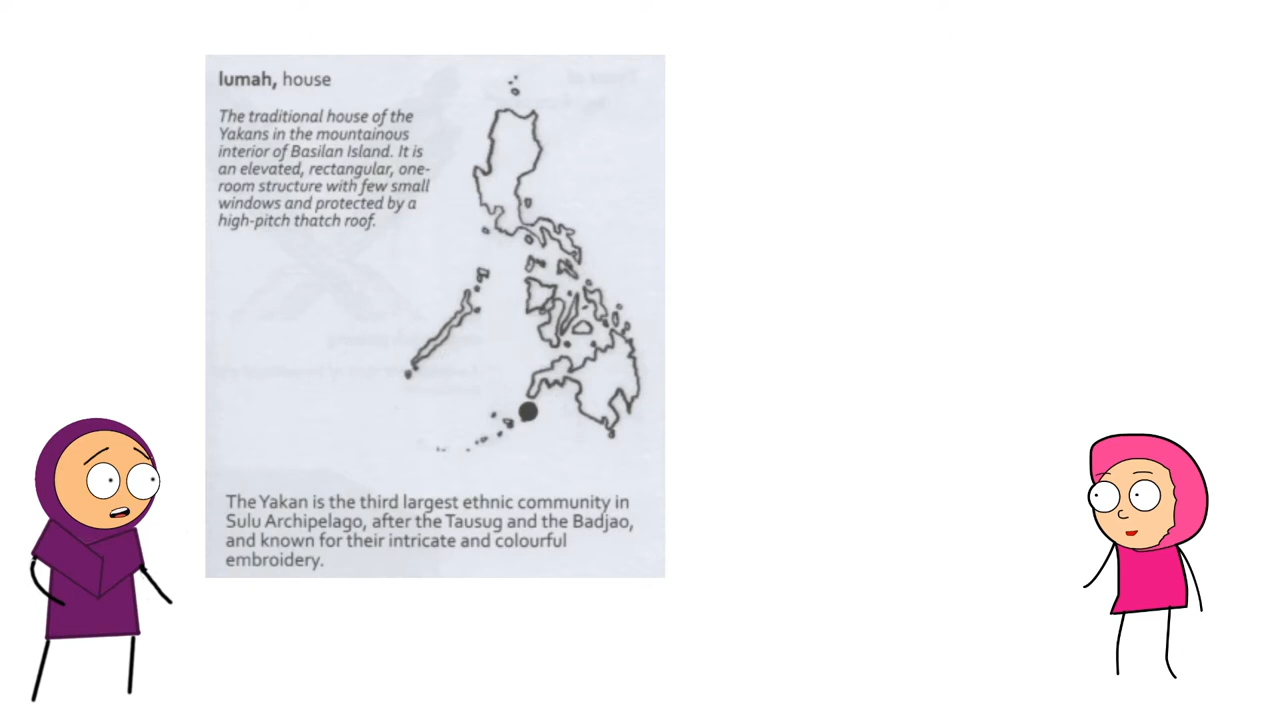 lumah, house
The traditional house of the
Yakans in the mountainous
interior of Basilan Island. It is
an elevated, rectangular, one-
room structure with few small
windows and protected by a
high-pitch thatch roof.
The Yakan is the third largest ethnic community in
Sulu Archipelago, after the Tausug and the Badjao,
and known for their intricate and colourful
embroidery.